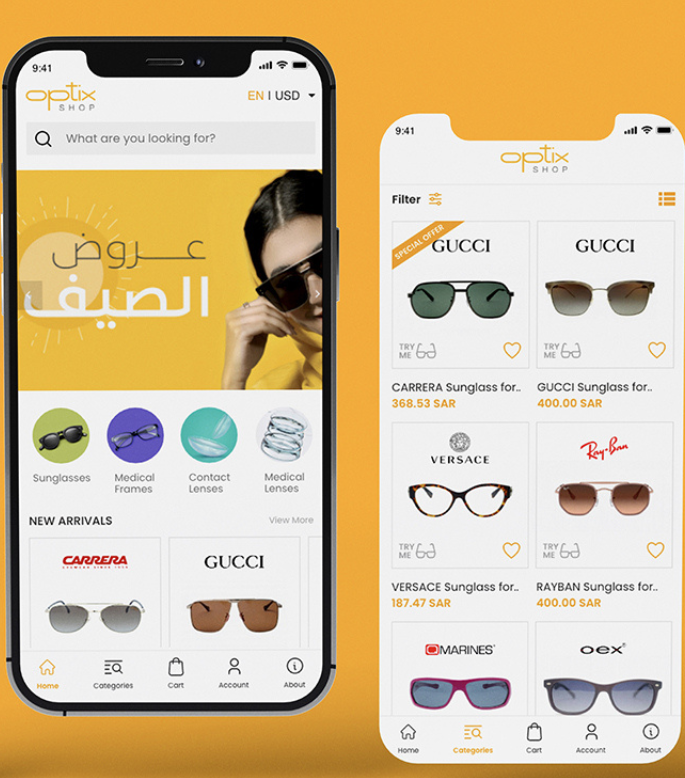 9:41
optix
SHOP
EN | USD
What are you looking for?
عـــروض
الصيف
Sunglasses
Medical
Frames
Contact
Lenses
Medical
Lenses
NEW ARRIVALS
View More
CARRERA
GUCCI
Home
Categories
Cart
Account
About
9:41
optix
SHOP
Filter
SPECIAL OFFER
GUCCI
GUCCI
TRY
ME
TRY
ME
CARRERA Sunglass for..
368.53 SAR
GUCCI Sunglass for..
400.00 SAR
VERSACE
Ray-Ban
TRY
ME
TRY
ME
VERSACE Sunglass for..
187.47 SAR
RAYBAN Sunglass for..
400.00 SAR
MARINES
oex®
Home
Categories
Cart
Account
About